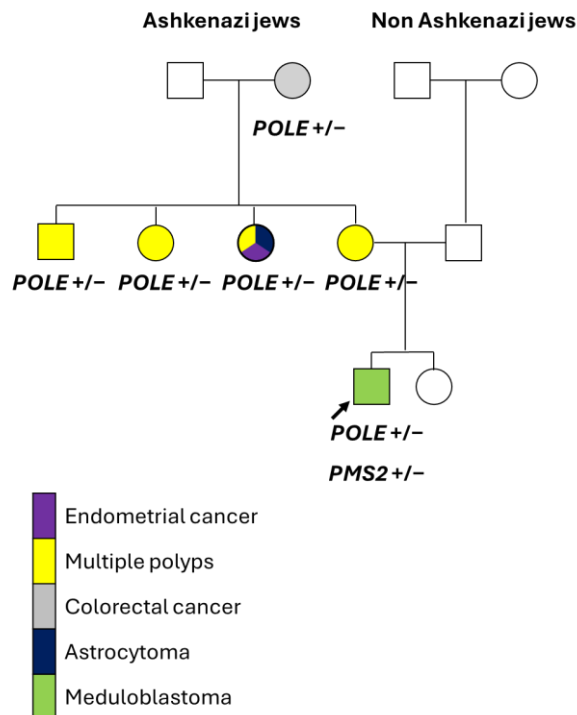 Ashkenazi jews Non Ashkenazi jews
POLE +/−
POLE +/− POLE +/− POLE +/− POLE +/−
POLE +/−
PMS2 +/−
Endometrial cancer
Multiple polyps
Colorectal cancer
Astrocytoma
Meduloblastoma